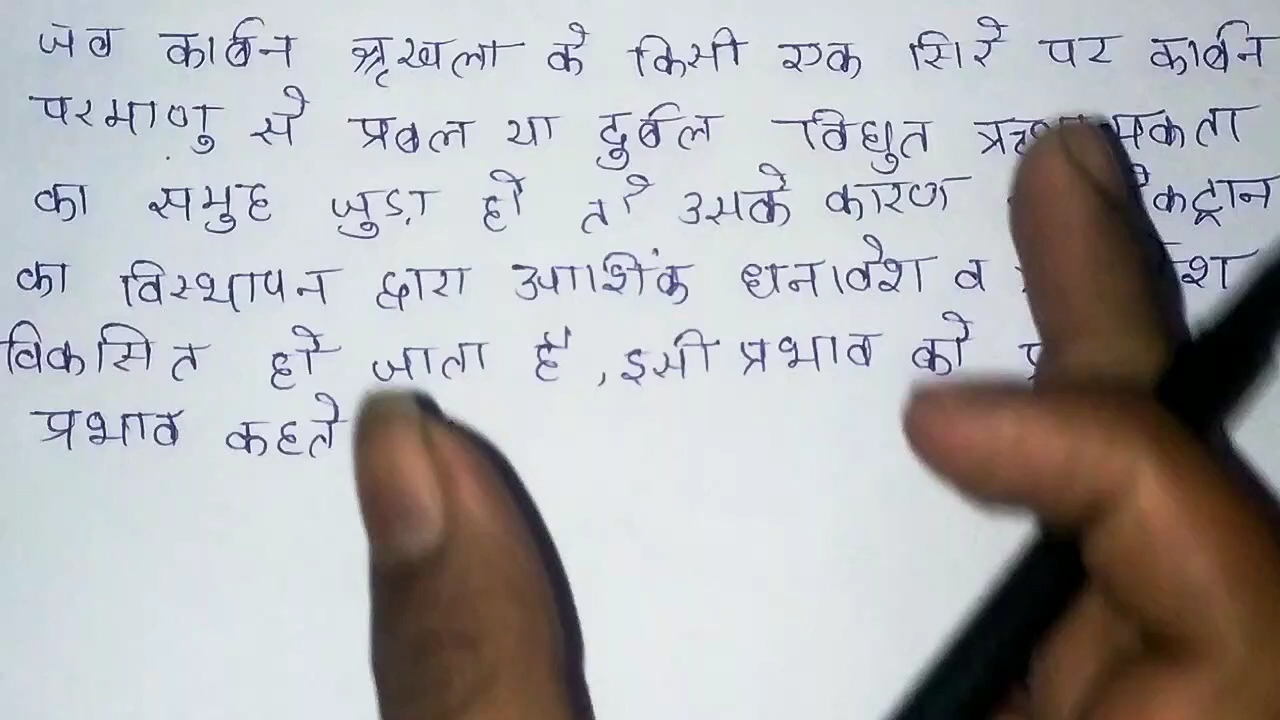 जब कार्बन श्रृखला के किसी एक सिरे पर कार्बन
परमाणु से प्रबल या दुर्बल विधुत
का समुह जुड़ा हो तो उसके कारण
का विस्थापन द्वारा आशिंक धनावेश व
विकसित हो जाता है , इसी प्रभाव को
प्रभाव कहते